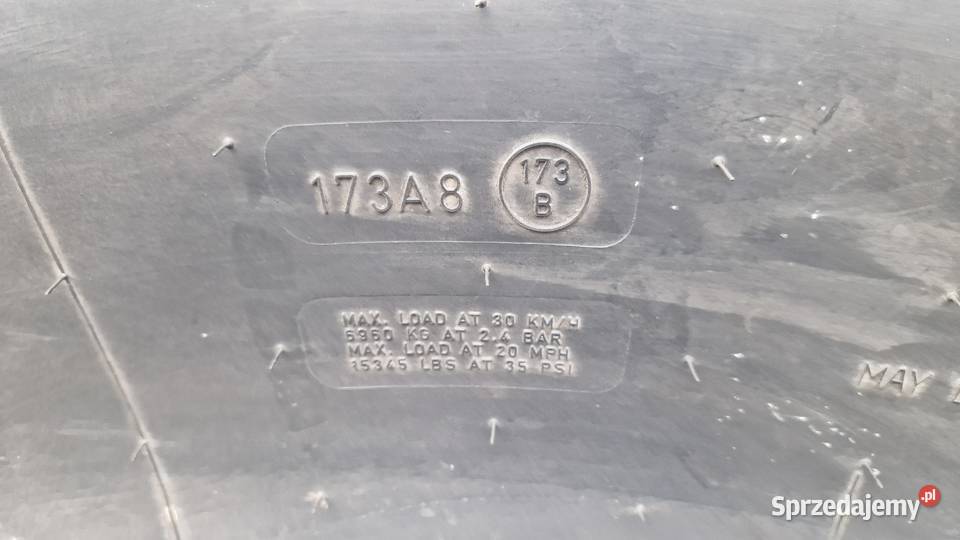 173A8
173
B
MAX. LOAD AT 30 KM/H
6960 KG AT 2.4 BAR
MAX. LOAD AT 20 MPH
15345 LBS AT 35 PSI
MAY
Sprzedajemy.pl